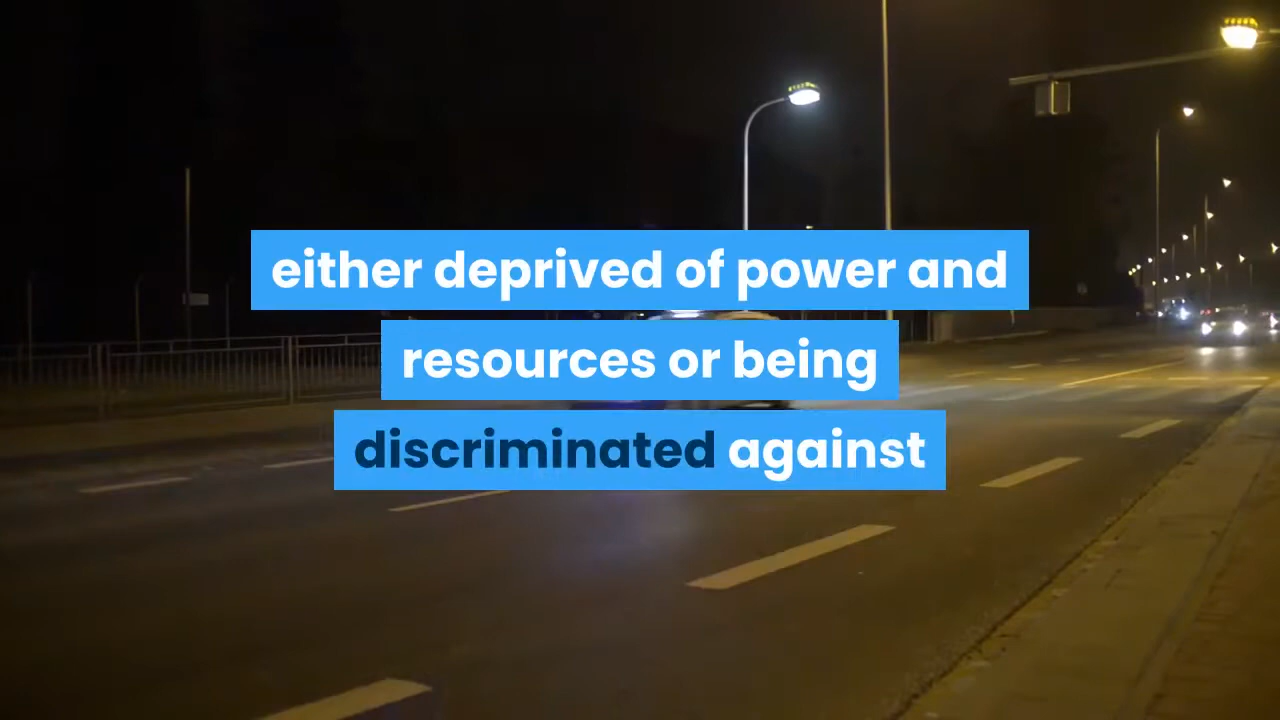 either deprived of power and
resources or being
discriminated against